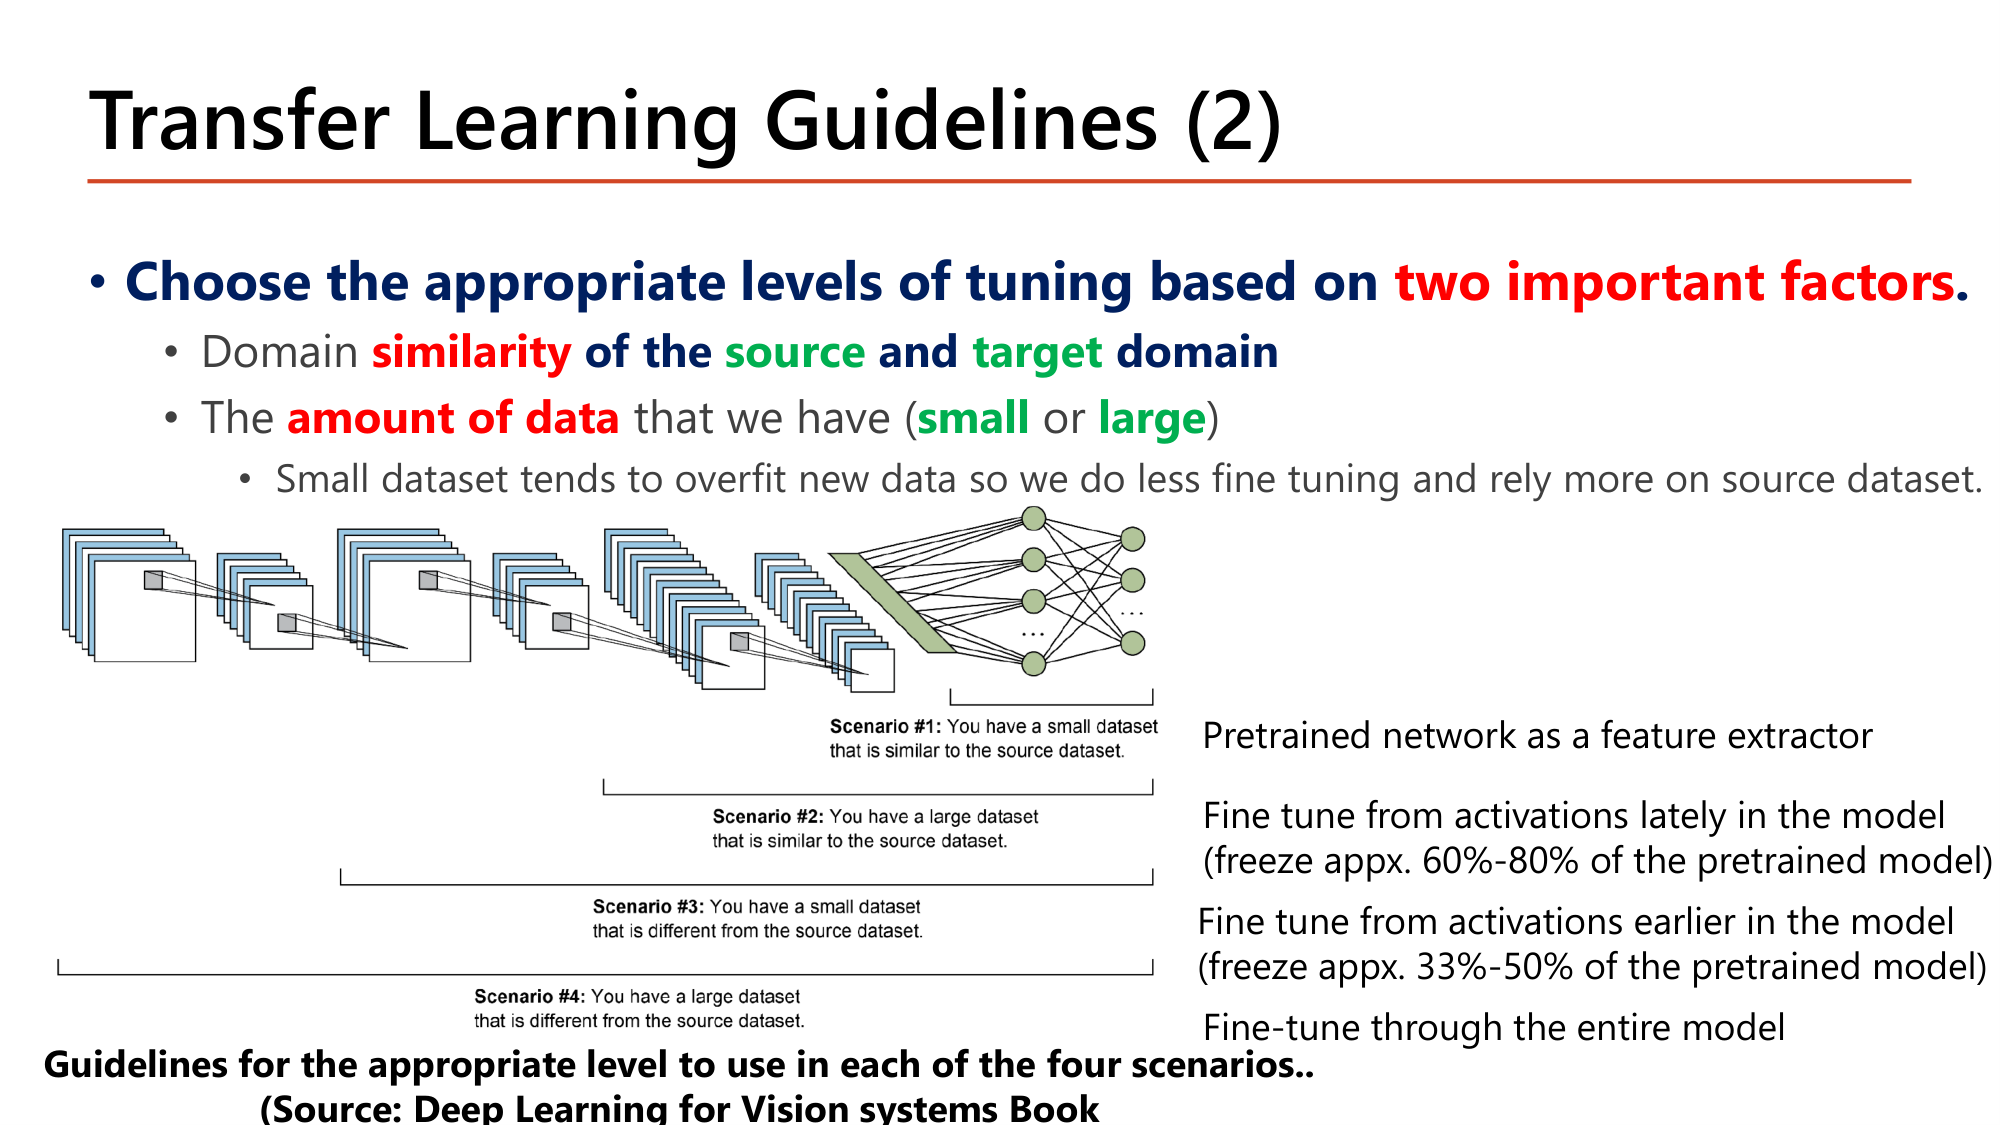 Transfer Learning Guidelines (2)
• Choose the appropriate levels of tuning based on two important factors.
• Domain similarity of the source and target domain
• The amount of data that we have (small or large)
• Small dataset tends to overfit new data so we do less fine tuning and rely more on source dataset.
...
...
Scenario #1: You have a small dataset
that is similar to the source dataset.
Pretrained network as a feature extractor
Scenario #2: You have a large dataset
that is similar to the source dataset.
Fine tune from activations lately in the model
(freeze appx. 60%-80% of the pretrained model)
Scenario #3: You have a small dataset
that is different from the source dataset.
Fine tune from activations earlier in the model
(freeze appx. 33%-50% of the pretrained model)
Scenario #4: You have a large dataset
that is different from the source dataset.
Fine-tune through the entire model
Guidelines for the appropriate level to use in each of the four scenarios..
(Source: Deep Learning for Vision systems Book